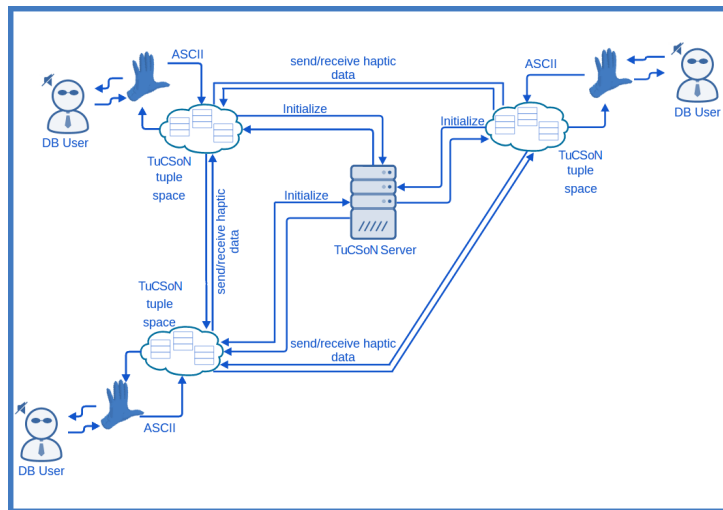 ASCII
send/receive haptic
data
ASCII
DB User
Initialize
Initialize
DB User
TuCSoN
tuple
space
TuCSoN
tuple
space
Initialize
send/receive haptic
data
TuCSoN Server
TuCSoN
tuple
space
send/receive haptic
data
ASCII
DB User